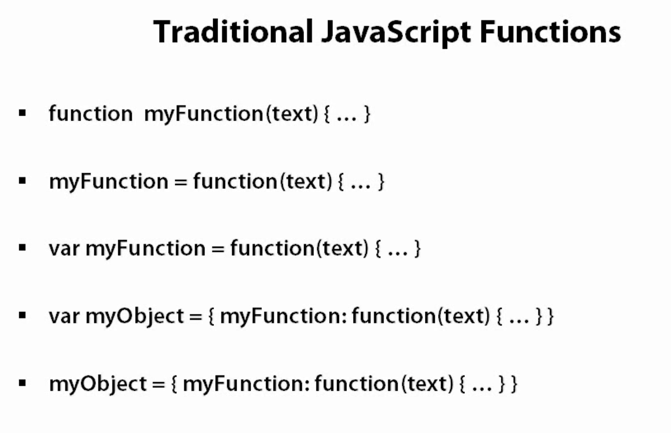 Traditional JavaScript Functions
▪ function myFunction(text) { ... }
▪ myFunction = function(text) { ... }
▪ var myFunction = function(text) { ... }
▪ var myObject = { myFunction: function(text) { ... } }
▪ myObject = { myFunction: function(text) { ... } }